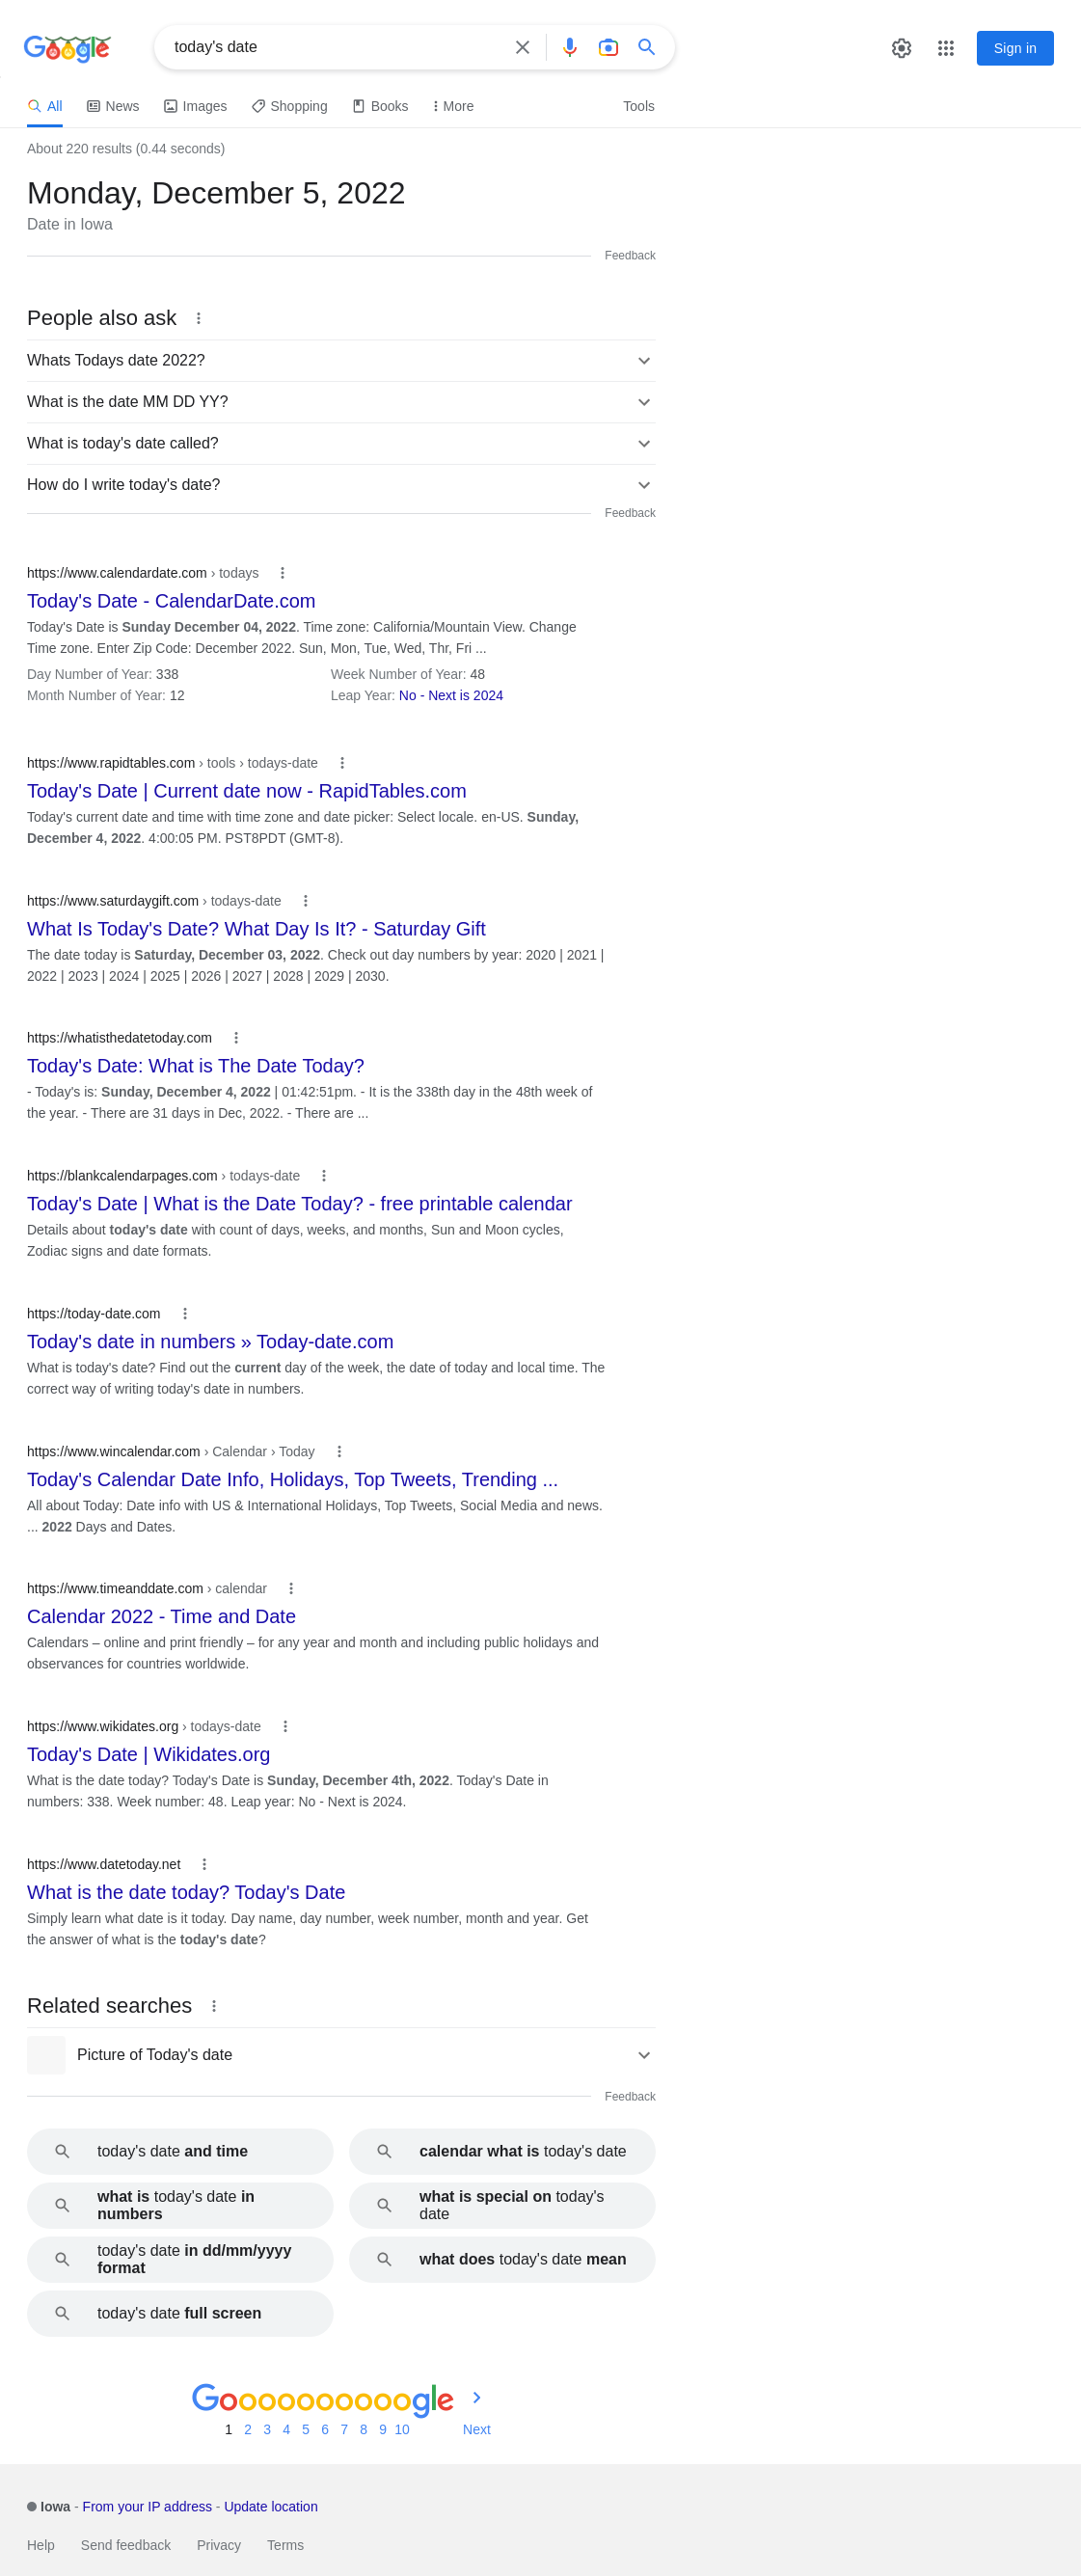 Google
today's date
Sign in
All News Images Shopping Books More Tools
About 220 results (0.44 seconds)
Monday, December 5, 2022
Date in Iowa
Feedback
People also ask
Whats Todays date 2022?
What is the date MM DD YY?
What is today's date called?
How do I write today's date?
Feedback
https://www.calendardate.com › todays
Today's Date - CalendarDate.com
Today's Date is Sunday December 04, 2022. Time zone: California/Mountain View. Change
Time zone. Enter Zip Code: December 2022. Sun, Mon, Tue, Wed, Thr, Fri ...
Day Number of Year: 338 Week Number of Year: 48
Month Number of Year: 12 Leap Year: No - Next is 2024
https://www.rapidtables.com › tools › todays-date
Today's Date | Current date now - RapidTables.com
Today's current date and time with time zone and date picker: Select locale. en-US. Sunday,
December 4, 2022. 4:00:05 PM. PST8PDT (GMT-8).
https://www.saturdaygift.com › todays-date
What Is Today's Date? What Day Is It? - Saturday Gift
The date today is Saturday, December 03, 2022. Check out day numbers by year: 2020 | 2021 |
2022 | 2023 | 2024 | 2025 | 2026 | 2027 | 2028 | 2029 | 2030.
https://whatisthedatetoday.com
Today's Date: What is The Date Today?
- Today's is: Sunday, December 4, 2022 | 01:42:51pm. - It is the 338th day in the 48th week of
the year. - There are 31 days in Dec, 2022. - There are ...
https://blankcalendarpages.com › todays-date
Today's Date | What is the Date Today? - free printable calendar
Details about today's date with count of days, weeks, and months, Sun and Moon cycles,
Zodiac signs and date formats.
https://today-date.com
Today's date in numbers » Today-date.com
What is today's date? Find out the current day of the week, the date of today and local time. The
correct way of writing today's date in numbers.
https://www.wincalendar.com › Calendar › Today
Today's Calendar Date Info, Holidays, Top Tweets, Trending ...
All about Today: Date info with US & International Holidays, Top Tweets, Social Media and news.
... 2022 Days and Dates.
https://www.timeanddate.com › calendar
Calendar 2022 - Time and Date
Calendars – online and print friendly – for any year and month and including public holidays and
observances for countries worldwide.
https://www.wikidates.org › todays-date
Today's Date | Wikidates.org
What is the date today? Today's Date is Sunday, December 4th, 2022. Today's Date in
numbers: 338. Week number: 48. Leap year: No - Next is 2024.
https://www.datetoday.net
What is the date today? Today's Date
Simply learn what date is it today. Day name, day number, week number, month and year. Get
the answer of what is the today's date?
Related searches
Picture of Today's date
Feedback
today's date and time
calendar what is today's date
what is today's date in
numbers
what is special on today's
date
today's date in dd/mm/yyyy
format
what does today's date mean
today's date full screen
Goooooooooogle
1 2 3 4 5 6 7 8 9 10 Next
Iowa - From your IP address - Update location
Help Send feedback Privacy Terms